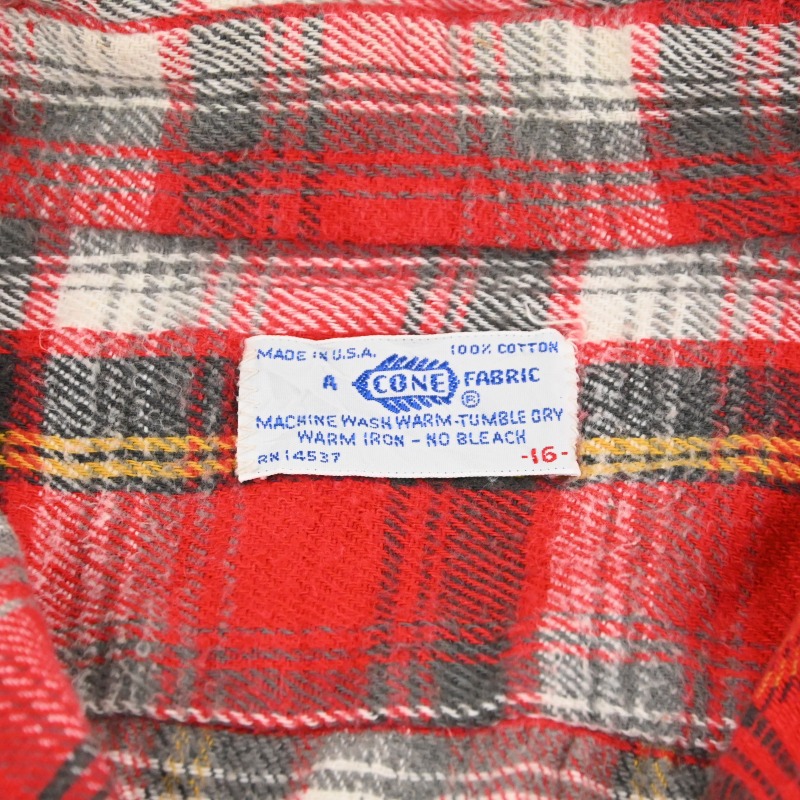 MADE IN U.S.A. 100% COTTON
A CONE FABRIC
®
MACHINE WASH WARM-TUMBLE DRY
WARM IRON - NO BLEACH
RN 14537 -16-